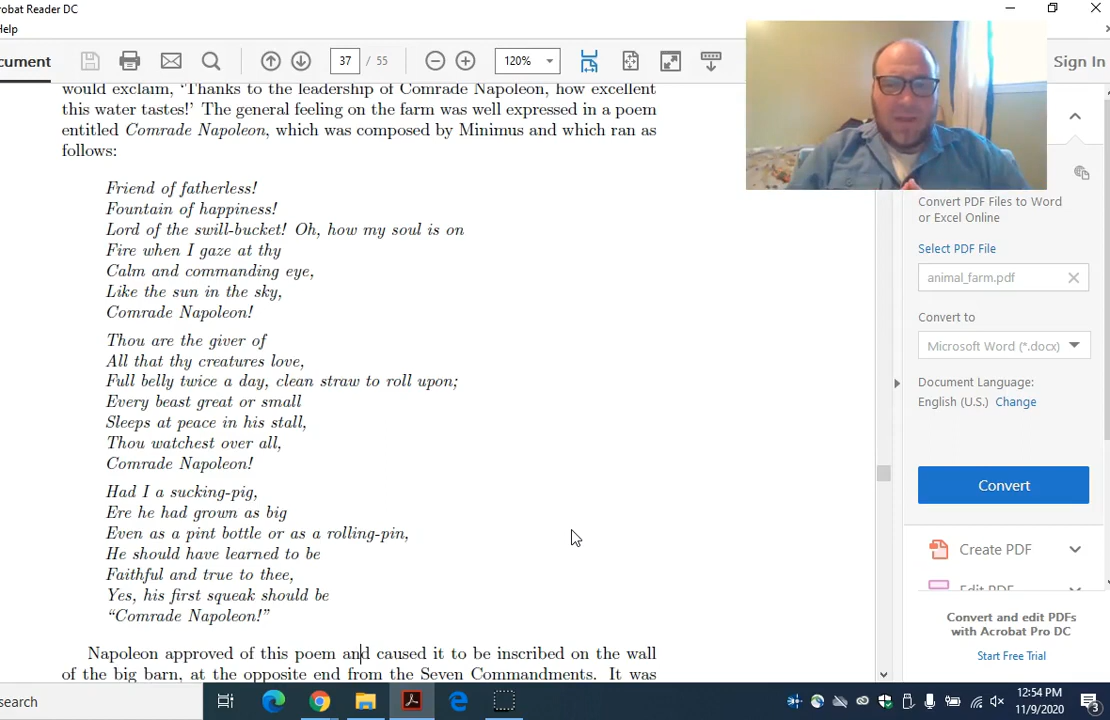 robat Reader DC
Help
cument
37 / 55
120%
Sign In
would exclaim, ‘Thanks to the leadership of Comrade Napoleon, how excellent
this water tastes!’ The general feeling on the farm was well expressed in a poem
entitled Comrade Napoleon, which was composed by Minimus and which ran as
follows:
Friend of fatherless!
Fountain of happiness!
Lord of the swill-bucket! Oh, how my soul is on
Fire when I gaze at thy
Calm and commanding eye,
Like the sun in the sky,
Comrade Napoleon!
Thou are the giver of
All that thy creatures love,
Full belly twice a day, clean straw to roll upon;
Every beast great or small
Sleeps at peace in his stall,
Thou watchest over all,
Comrade Napoleon!
Had I a sucking-pig,
Ere he had grown as big
Even as a pint bottle or as a rolling-pin,
He should have learned to be
Faithful and true to thee,
Yes, his first squeak should be
“Comrade Napoleon!”
Napoleon approved of this poem and caused it to be inscribed on the wall
of the big barn, at the opposite end from the Seven Commandments. It was
Convert PDF Files to Word
or Excel Online
Select PDF File
animal_farm.pdf
Convert to
Microsoft Word (*.docx)
Document Language:
English (U.S.) Change
Convert
Create PDF
Edit PDF
Convert and edit PDFs
with Acrobat Pro DC
Start Free Trial
search
12:54 PM
11/9/2020
3